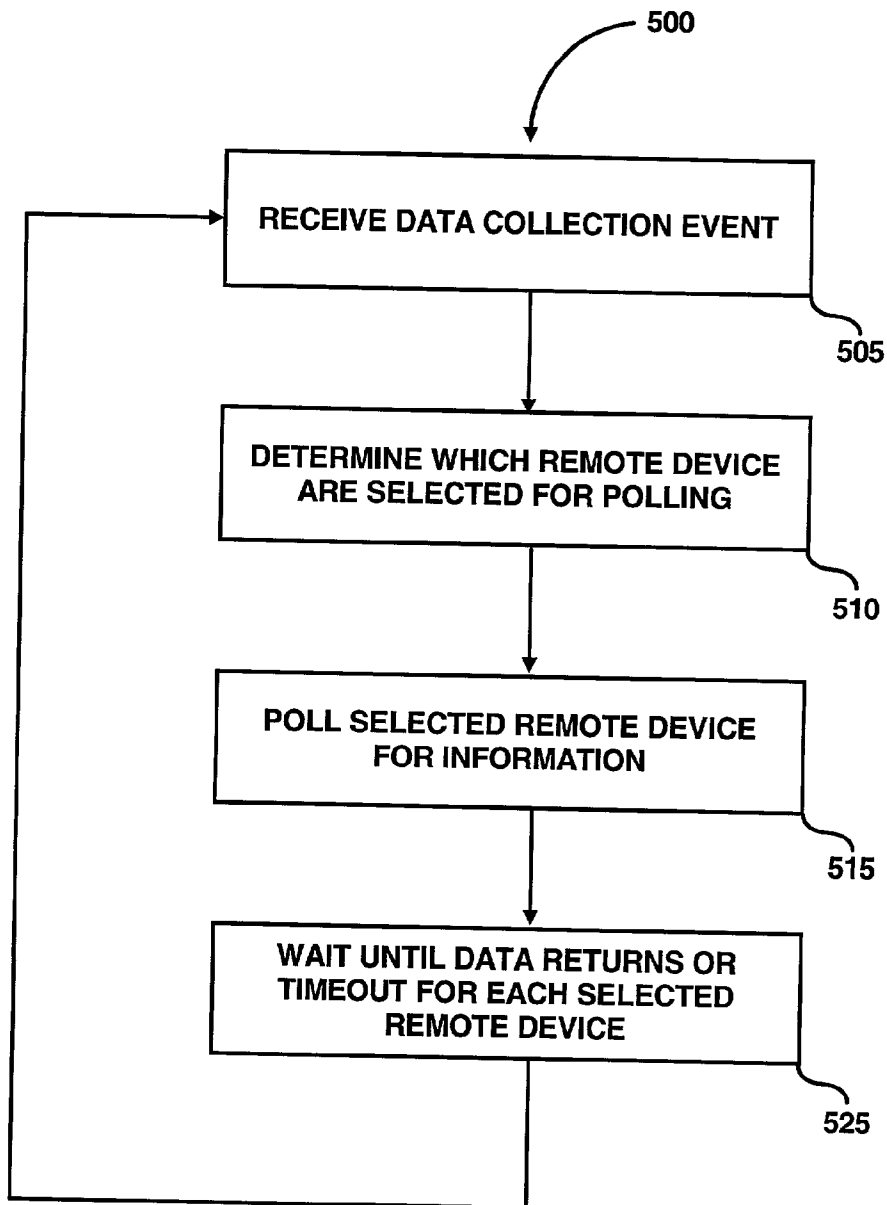 500
RECEIVE DATA COLLECTION EVENT
505
DETERMINE WHICH REMOTE DEVICE
ARE SELECTED FOR POLLING
510
POLL SELECTED REMOTE DEVICE
FOR INFORMATION
515
WAIT UNTIL DATA RETURNS OR
TIMEOUT FOR EACH SELECTED
REMOTE DEVICE
525